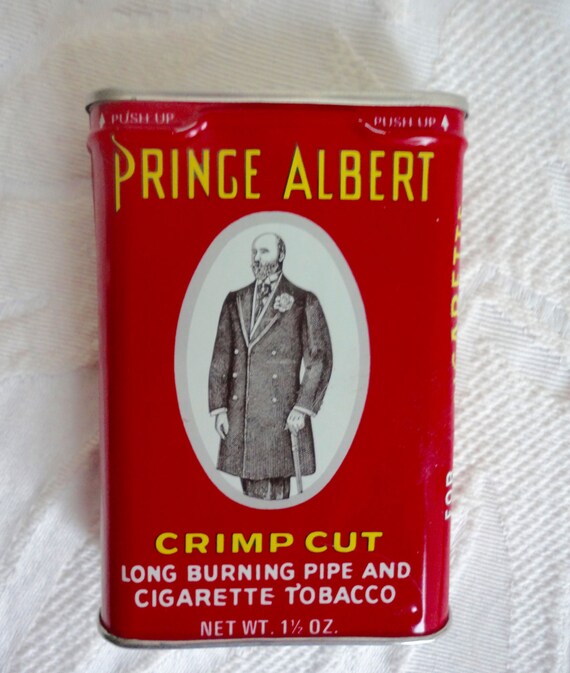 PUSH UP PUSH UP
PRINCE ALBERT
CRIMP CUT
LONG BURNING PIPE AND
CIGARETTE TOBACCO
NET WT. 1½ OZ.
FOR